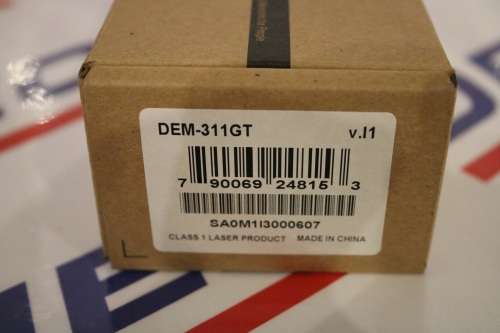 DEM-311GT v.I1
7 90069 24815 3
SA0M1I3000607
CLASS 1 LASER PRODUCT MADE IN CHINA